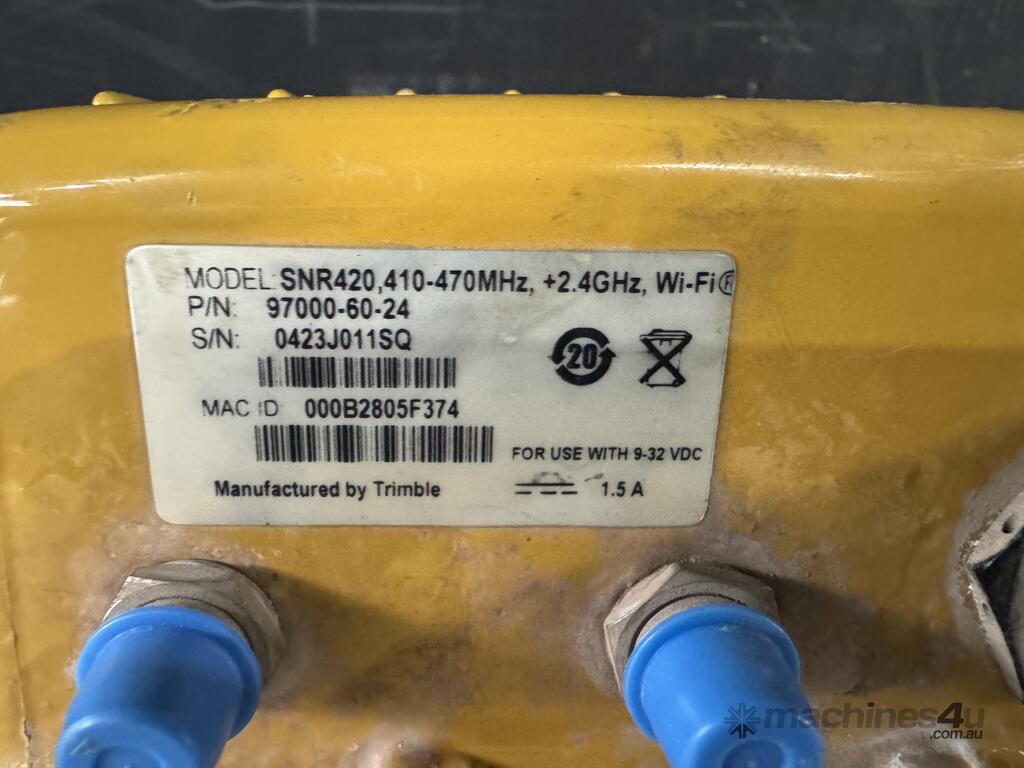 MODEL: SNR420,410-470MHz, +2.4GHz, Wi-Fi
P/N: 97000-60-24
S/N: 0423J011SQ
20
MAC ID 000B2805F374
FOR USE WITH 9-32 VDC
Manufactured by Trimble 1.5 A
machines4u
.com.au